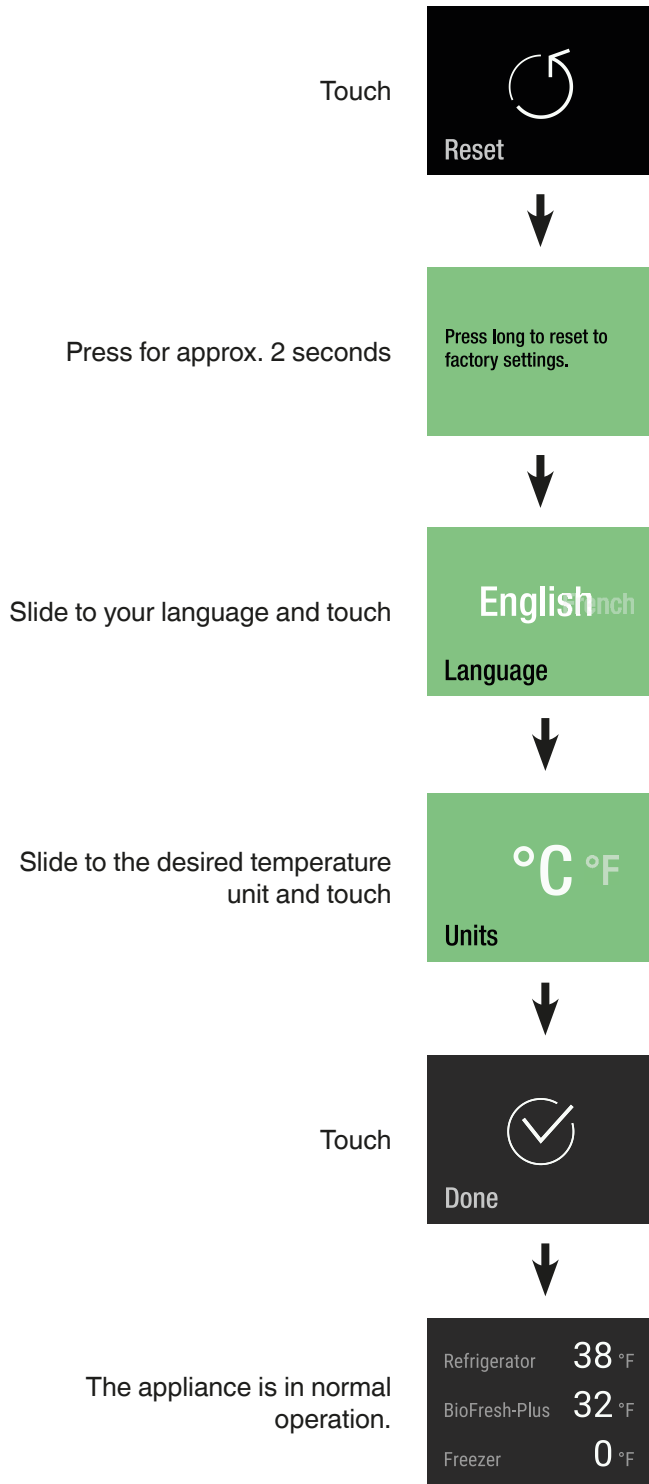 Touch
Reset
Press for approx. 2 seconds
Press long to reset to
factory settings.
Slide to your language and touch
English French
Language
Slide to the desired temperature
unit and touch
°C °F
Units
Touch
Done
The appliance is in normal
operation.
Refrigerator 38 °F
BioFresh-Plus 32 °F
Freezer 0 °F